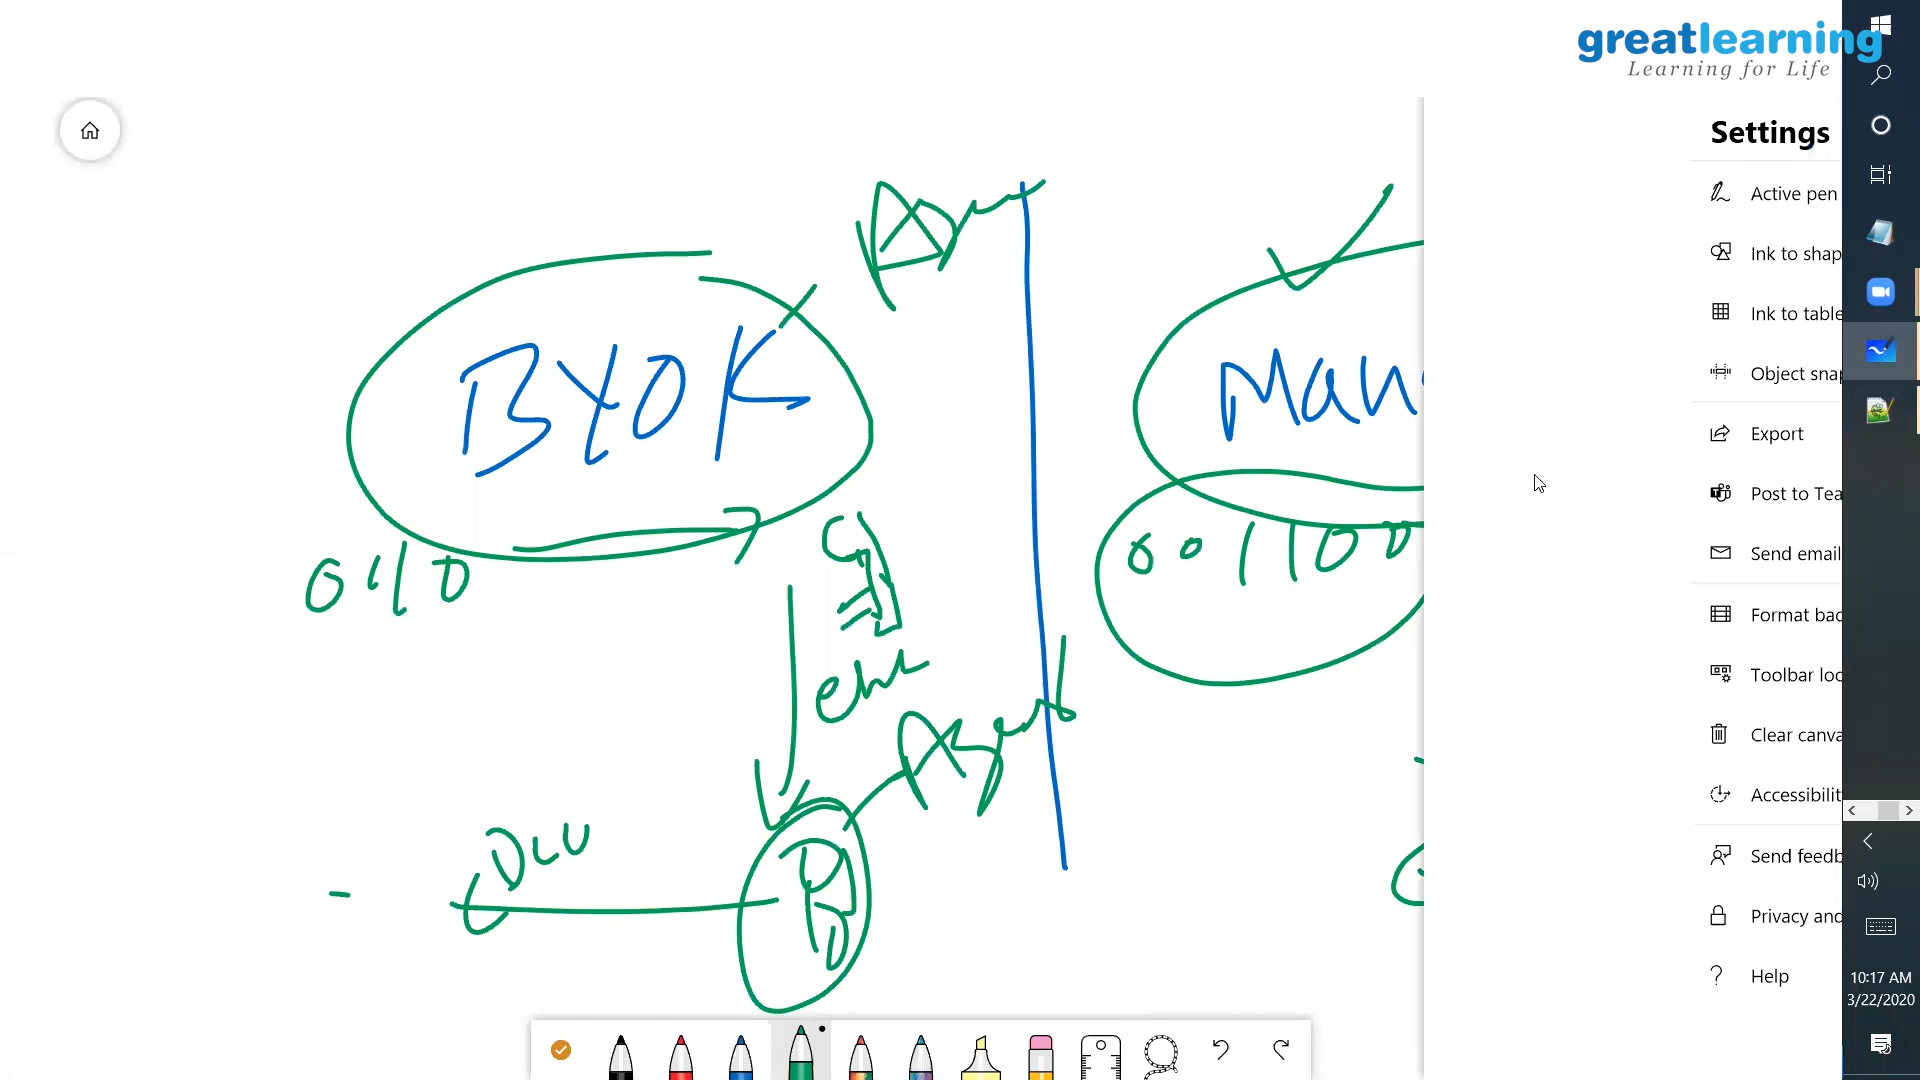 greatlearning
Learning for Life
Settings
Active pen
Ink to shap
Ink to table
Object snap
Export
Post to Tea
Send email
Format bac
Toolbar loc
Clear canva
Accessibilit
Send feedb
Privacy and
? Help
BYOK
Man
0110
001100
Agent
DLU
DB
10:17 AM
3/22/2020